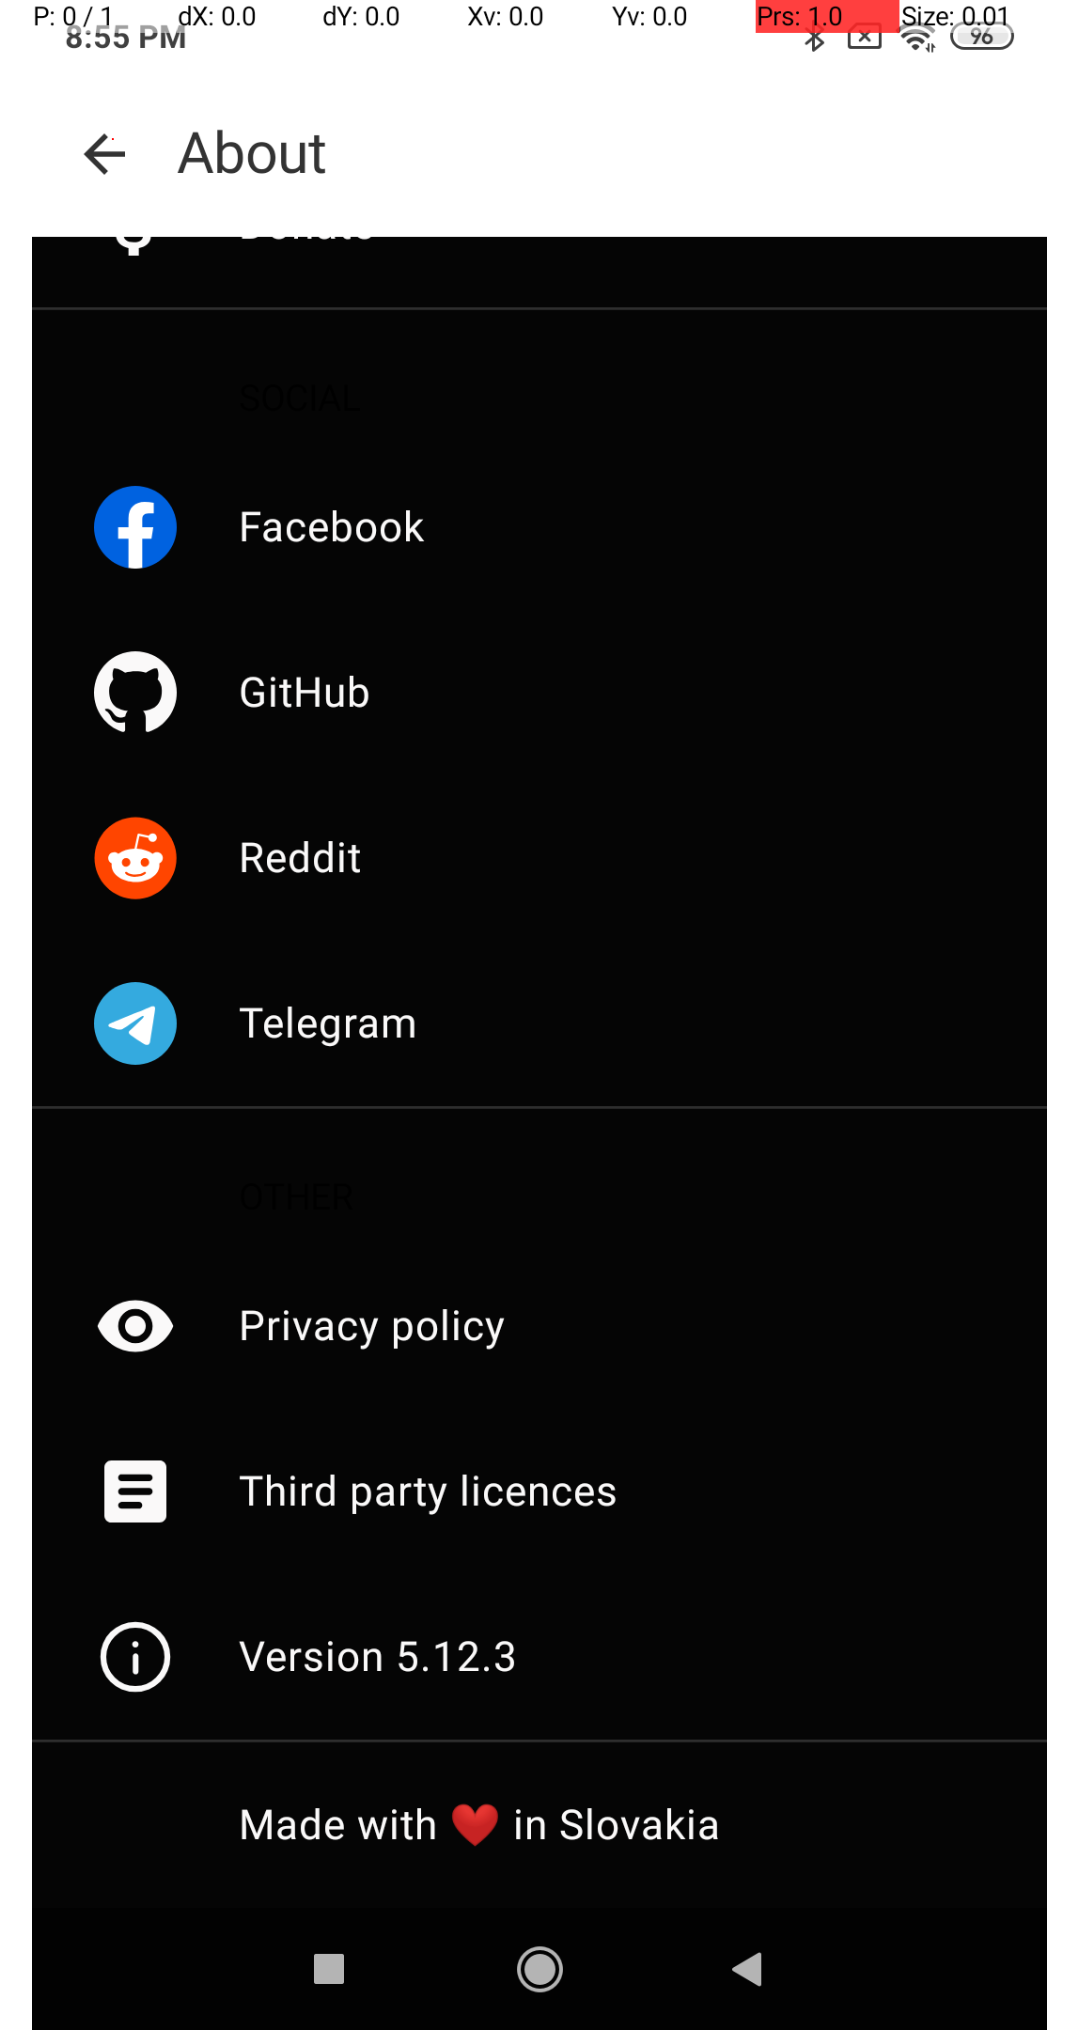 P: 0 / 1 dX: 0.0 dY: 0.0 Xv: 0.0 Yv: 0.0 Prs: 1.0 Size: 0.01
8:55 PM 96
About
Donate
SOCIAL
Facebook
GitHub
Reddit
Telegram
OTHER
Privacy policy
Third party licences
Version 5.12.3
Made with ❤️ in Slovakia